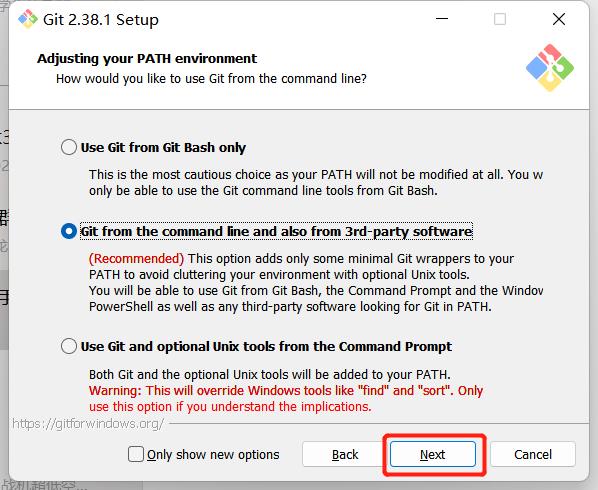 Git 2.38.1 Setup
Adjusting your PATH environment
How would you like to use Git from the command line?
Use Git from Git Bash only
This is the most cautious choice as your PATH will not be modified at all. You w
only be able to use the Git command line tools from Git Bash.
Git from the command line and also from 3rd-party software
(Recommended) This option adds only some minimal Git wrappers to your
PATH to avoid cluttering your environment with optional Unix tools.
You will be able to use Git from Git Bash, the Command Prompt and the Window
PowerShell as well as any third-party software looking for Git in PATH.
Use Git and optional Unix tools from the Command Prompt
Both Git and the optional Unix tools will be added to your PATH.
Warning: This will override Windows tools like "find" and "sort". Only
use this option if you understand the implications.
https://gitforwindows.org/
Only show new options
Back
Next
Cancel